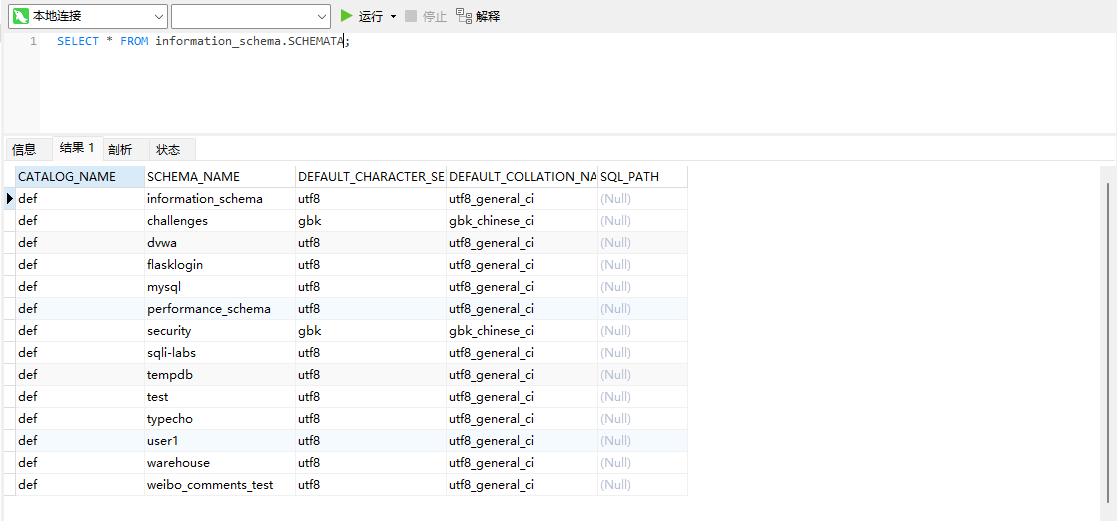 本地连接 运行 停止 解释
1 SELECT * FROM information_schema.SCHEMATA;
信息 结果 1 剖析 状态
CATALOG_NAME SCHEMA_NAME DEFAULT_CHARACTER_SE DEFAULT_COLLATION_NA SQL_PATH
def information_schema utf8 utf8_general_ci (Null)
def challenges gbk gbk_chinese_ci (Null)
def dvwa utf8 utf8_general_ci (Null)
def flasklogin utf8 utf8_general_ci (Null)
def mysql utf8 utf8_general_ci (Null)
def performance_schema utf8 utf8_general_ci (Null)
def security gbk gbk_chinese_ci (Null)
def sqli-labs utf8 utf8_general_ci (Null)
def tempdb utf8 utf8_general_ci (Null)
def test utf8 utf8_general_ci (Null)
def typecho utf8 utf8_general_ci (Null)
def user1 utf8 utf8_general_ci (Null)
def warehouse utf8 utf8_general_ci (Null)
def weibo_comments_test utf8 utf8_general_ci (Null)